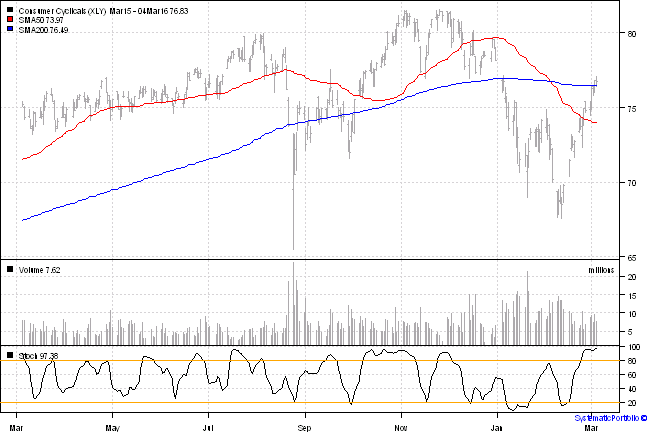 Consumer Cyclicals (XLY) Mar15 - 04Mar16 76.83
SMA50 73.97
SMA200 76.49
80
75
70
65
Volume 7.62
millions
20
15
10
5
Stoch 97.38
100
80
60
40
20
Mar May Jul Sep Nov Jan Mar
SystematicPortfolio ©